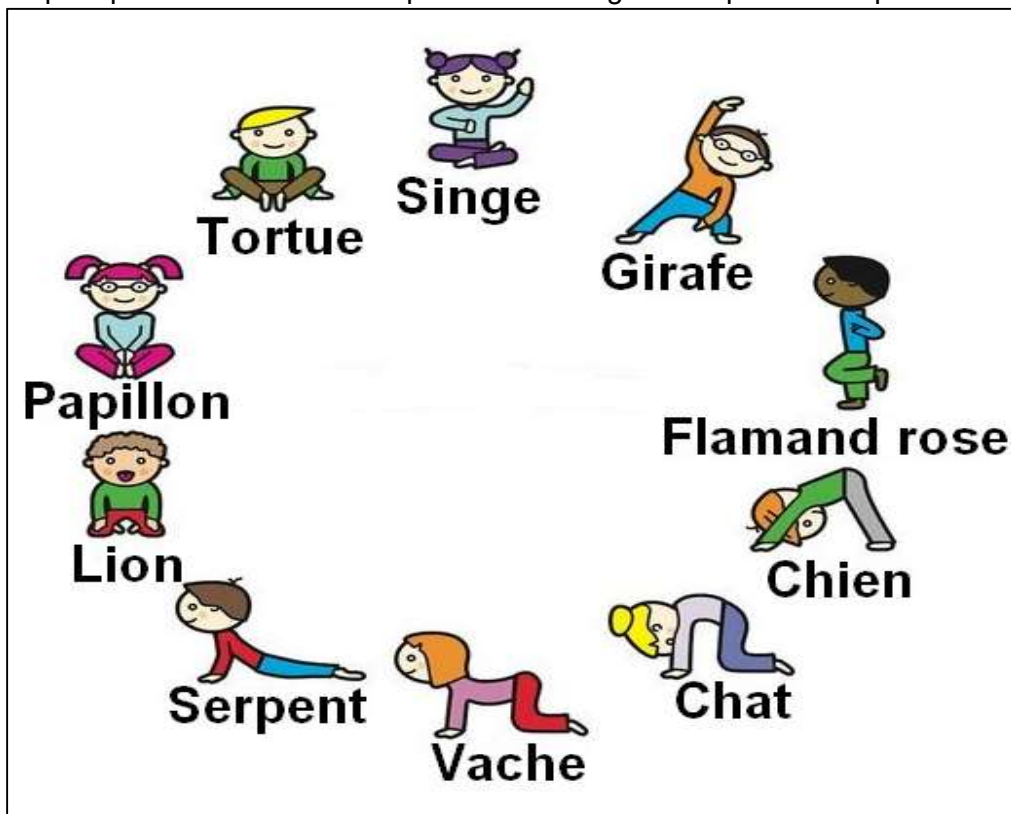 Singe
Tortue
Girafe
Papillon
Flamand rose
Lion
Chien
Serpent
Chat
Vache